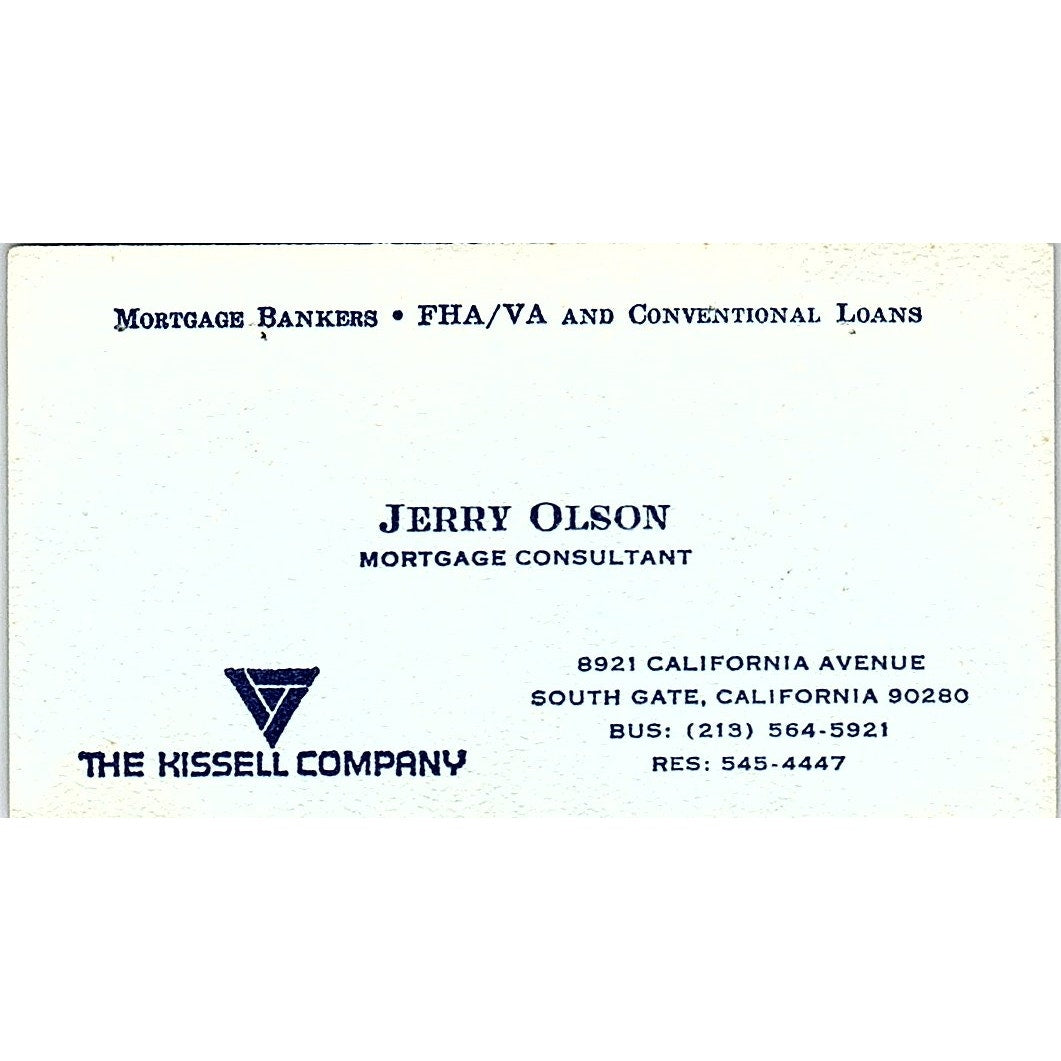 MORTGAGE BANKERS • FHA/VA AND CONVENTIONAL LOANS
JERRY OLSON
MORTGAGE CONSULTANT
THE KISSELL COMPANY
8921 CALIFORNIA AVENUE
SOUTH GATE, CALIFORNIA 90280
BUS: (213) 564-5921
RES: 545-4447